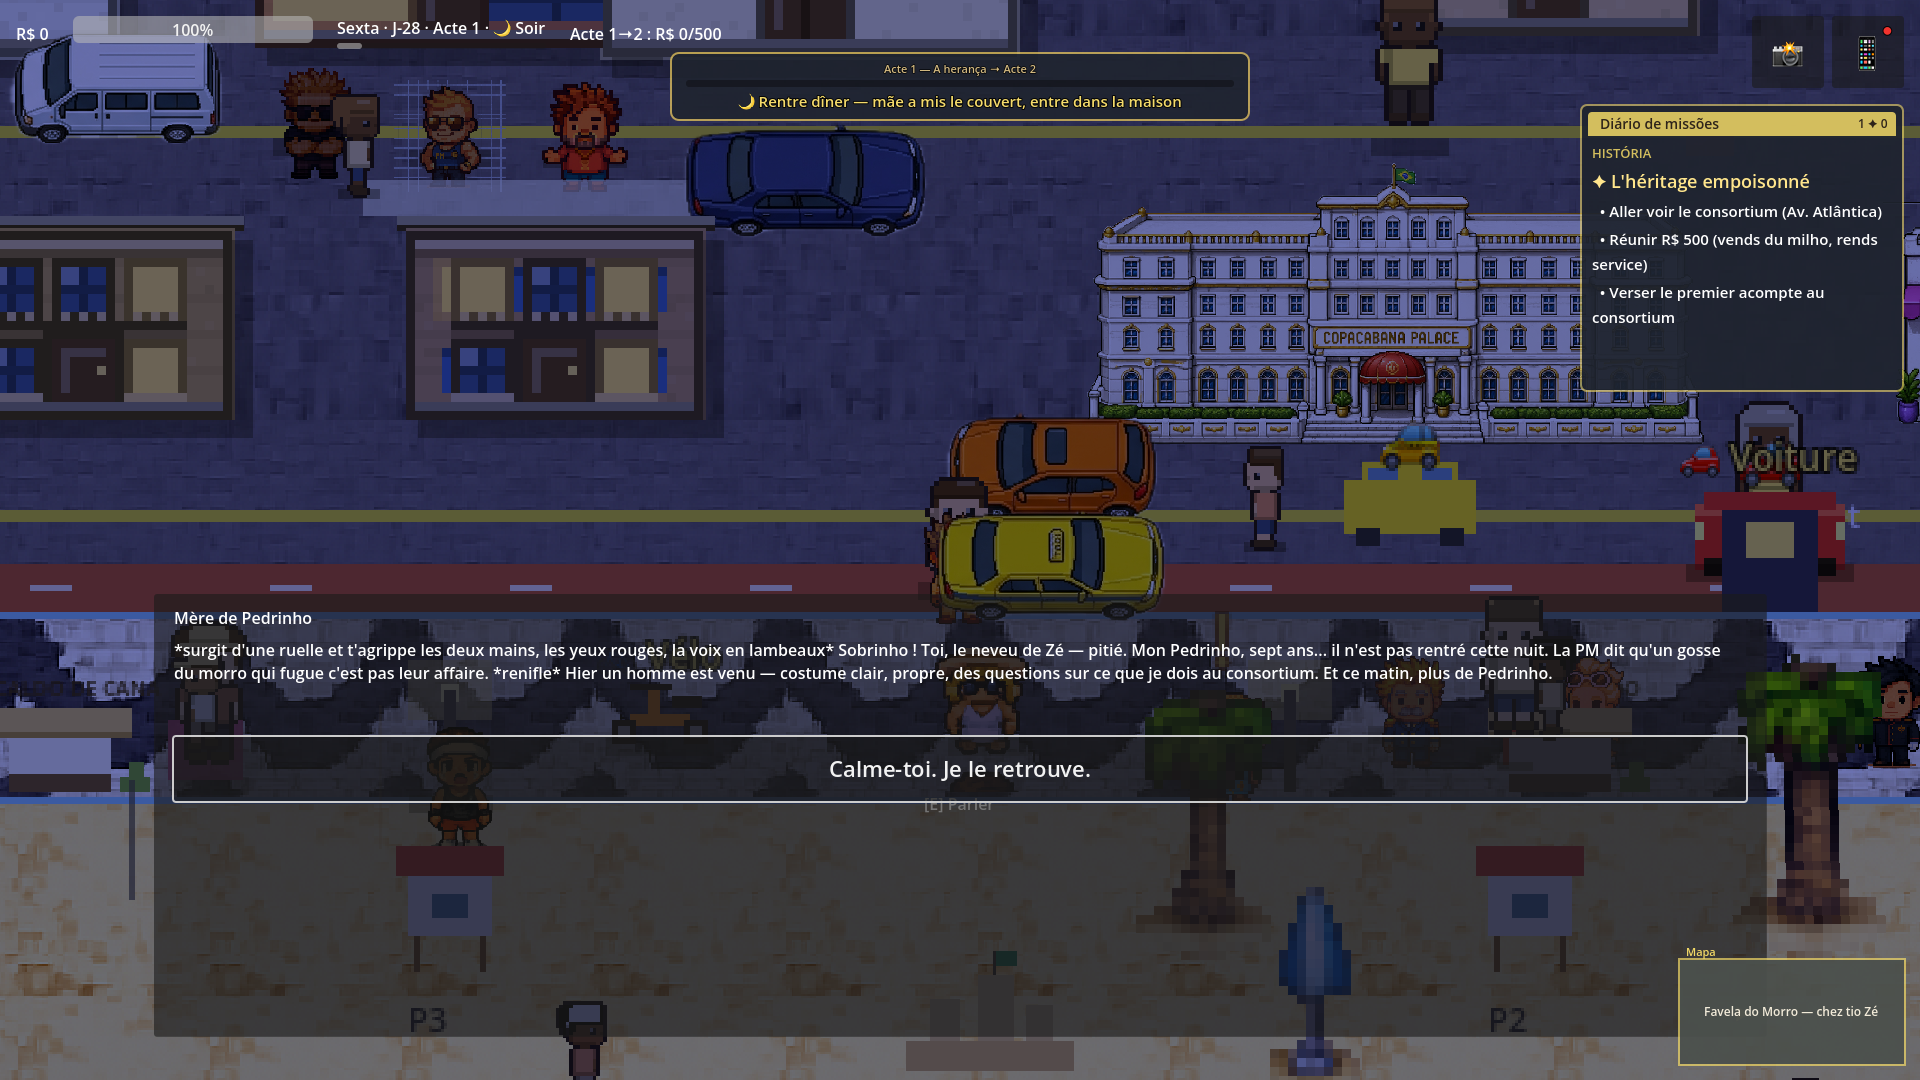 R$ 0
100%
Sexta · J-28 · Acte 1 · 🌙 Soir
Acte 1→2 : R$ 0/500
Acte 1 — A herança → Acte 2
🌙 Rentre dîner — mãe a mis le couvert, entre dans la maison
Diário de missões
1 ✦ 0
HISTÓRIA
✦ L'héritage empoisonné
• Aller voir le consortium (Av. Atlântica)
• Réunir R$ 500 (vends du milho, rends
service)
• Verser le premier acompte au
consortium
COPACABANA PALACE
Voiture
TAXI
Mère de Pedrinho
*surgit d'une ruelle et t'agrippe les deux mains, les yeux rouges, la voix en lambeaux* Sobrinho ! Toi, le neveu de Zé — pitié. Mon Pedrinho, sept ans... il n'est pas rentré cette nuit. La PM dit qu'un gosse
du morro qui fugue c'est pas leur affaire. *renifle* Hier un homme est venu — costume clair, propre, des questions sur ce que je dois au consortium. Et ce matin, plus de Pedrinho.
Calme-toi. Je le retrouve.
[E] Parler
P3
P2
Mapa
Favela do Morro — chez tio Zé